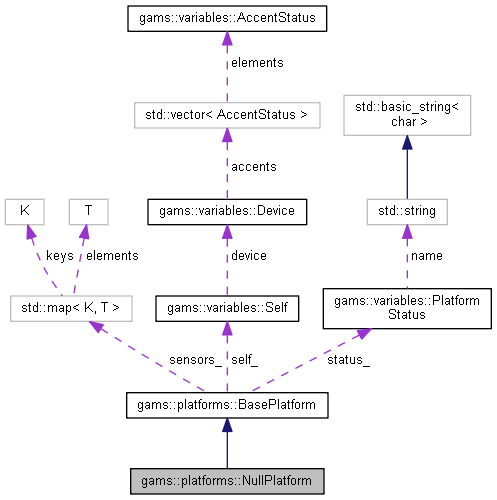 gams::variables::AccentStatus
elements
std::vector< AccentStatus >
std::basic_string<
char >
accents
K
T
gams::variables::Device
std::string
keys
elements
device
name
std::map< K, T >
gams::variables::Self
gams::variables::Platform
Status
sensors_
self_
status_
gams::platforms::BasePlatform
gams::platforms::NullPlatform